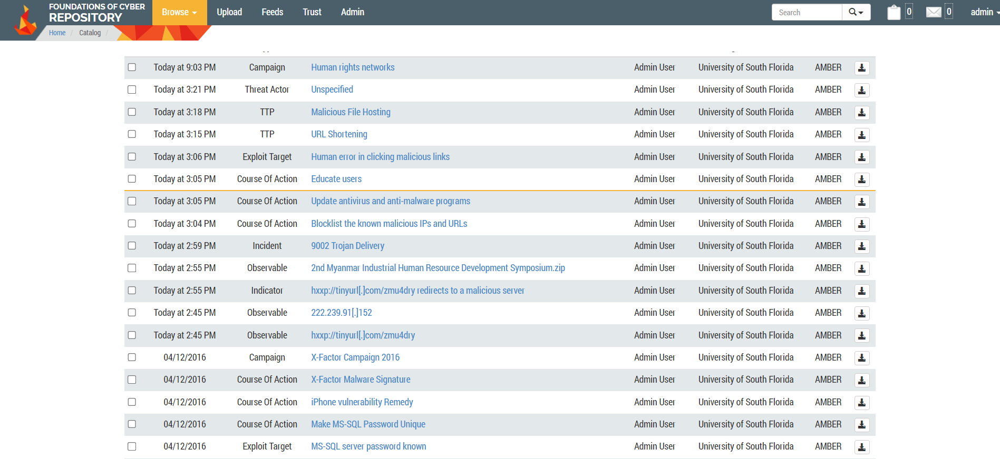 FOUNDATIONS OF CYBER
REPOSITORY
Browse Upload Feeds Trust Admin Search 0 0 admin
Home / Catalog /
Today at 9:03 PM Campaign Human rights networks Admin User University of South Florida AMBER
Today at 3:21 PM Threat Actor Unspecified Admin User University of South Florida AMBER
Today at 3:18 PM TTP Malicious File Hosting Admin User University of South Florida AMBER
Today at 3:15 PM TTP URL Shortening Admin User University of South Florida AMBER
Today at 3:06 PM Exploit Target Human error in clicking malicious links Admin User University of South Florida AMBER
Today at 3:05 PM Course Of Action Educate users Admin User University of South Florida AMBER
Today at 3:05 PM Course Of Action Update antivirus and anti-malware programs Admin User University of South Florida AMBER
Today at 3:04 PM Course Of Action Blocklist the known malicious IPs and URLs Admin User University of South Florida AMBER
Today at 2:59 PM Incident 9002 Trojan Delivery Admin User University of South Florida AMBER
Today at 2:55 PM Observable 2nd Myanmar Industrial Human Resource Development Symposium.zip Admin User University of South Florida AMBER
Today at 2:55 PM Indicator hxxp://tinyurl[.]com/zmu4dry redirects to a malicious server Admin User University of South Florida AMBER
Today at 2:45 PM Observable 222.239.91[.]152 Admin User University of South Florida AMBER
Today at 2:45 PM Observable hxxp://tinyurl[.]com/zmu4dry Admin User University of South Florida AMBER
04/12/2016 Campaign X-Factor Campaign 2016 Admin User University of South Florida AMBER
04/12/2016 Course Of Action X-Factor Malware Signature Admin User University of South Florida AMBER
04/12/2016 Course Of Action iPhone vulnerability Remedy Admin User University of South Florida AMBER
04/12/2016 Course Of Action Make MS-SQL Password Unique Admin User University of South Florida AMBER
04/12/2016 Exploit Target MS-SQL server password known Admin User University of South Florida AMBER